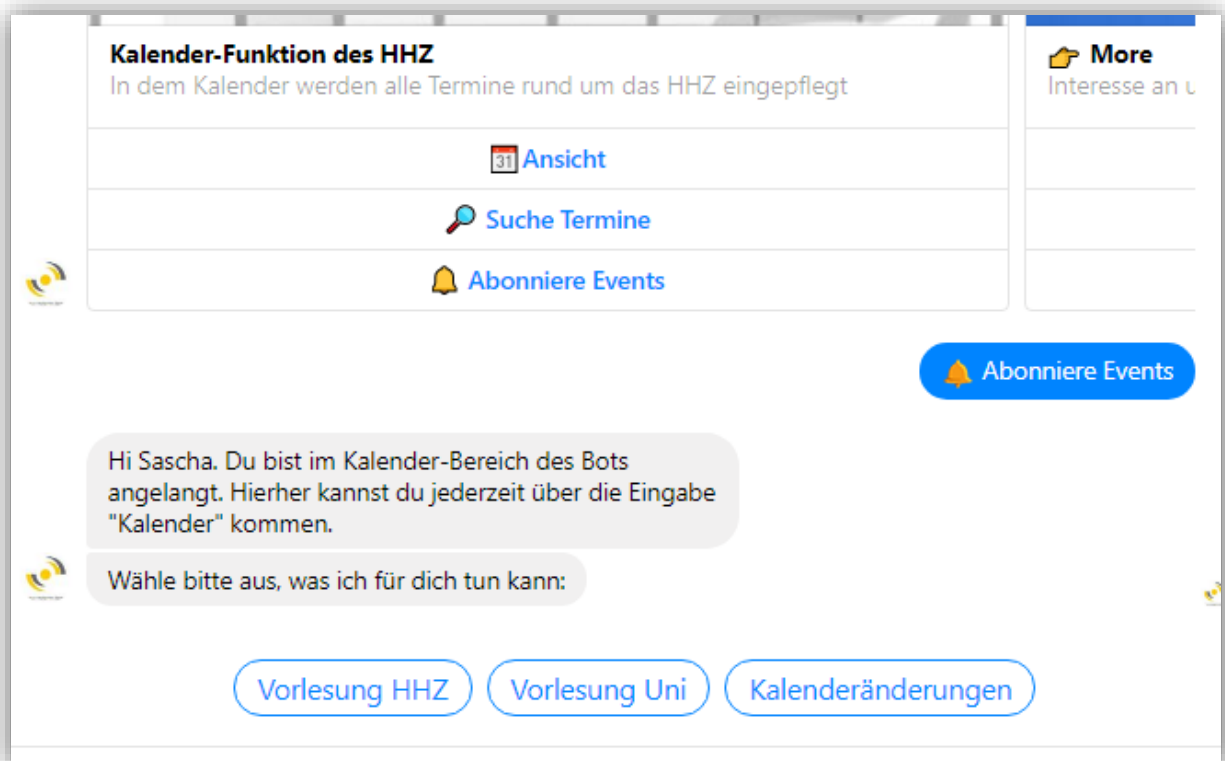 Kalender-Funktion des HHZ
In dem Kalender werden alle Termine rund um das HHZ eingepflegt
Ansicht
Suche Termine
Abonniere Events
More
Interesse an u
Abonniere Events
Hi Sascha. Du bist im Kalender-Bereich des Bots
angelangt. Hierher kannst du jederzeit über die Eingabe
"Kalender" kommen.
Wähle bitte aus, was ich für dich tun kann:
Vorlesung HHZ
Vorlesung Uni
Kalenderänderungen